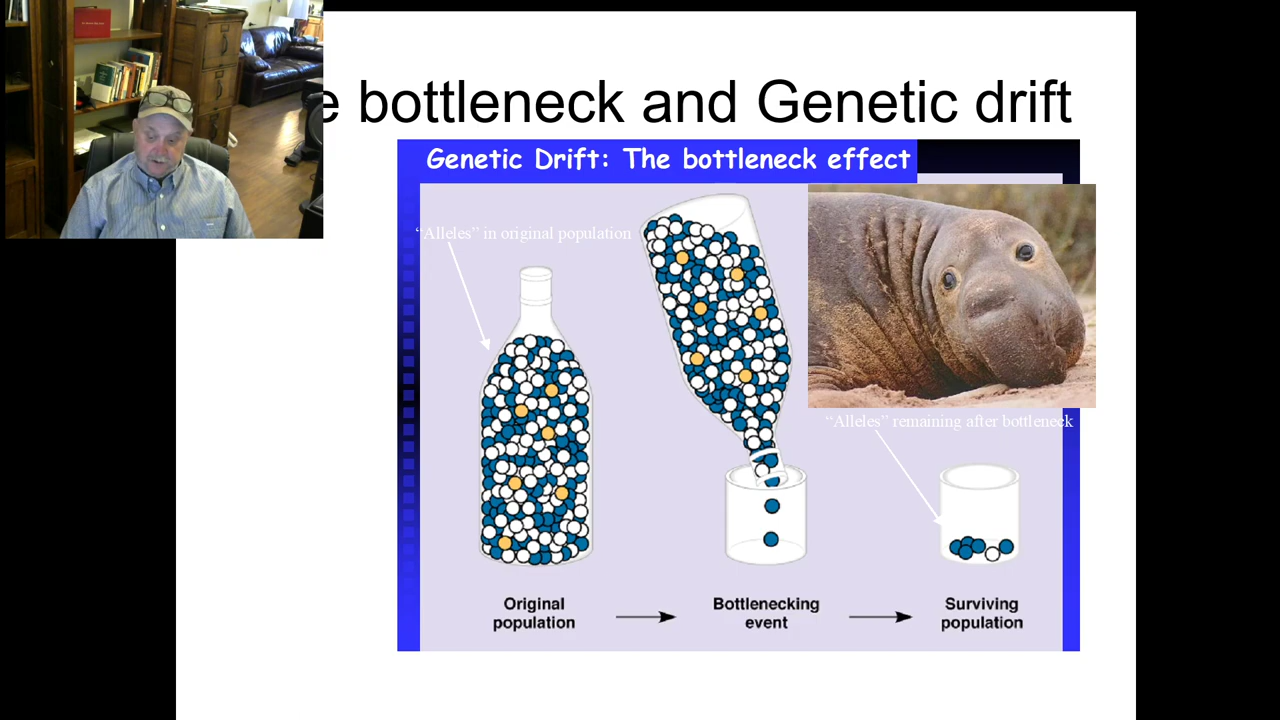 e bottleneck and Genetic drift
Genetic Drift: The bottleneck effect
“Alleles” in original population
“Alleles” remaining after bottleneck
Original
population
Bottlenecking
event
Surviving
population